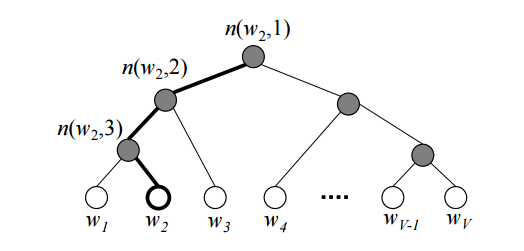 n(w2,1)
n(w2,2)
n(w2,3)
....
w1 w2 w3 w4 wV-1 wV